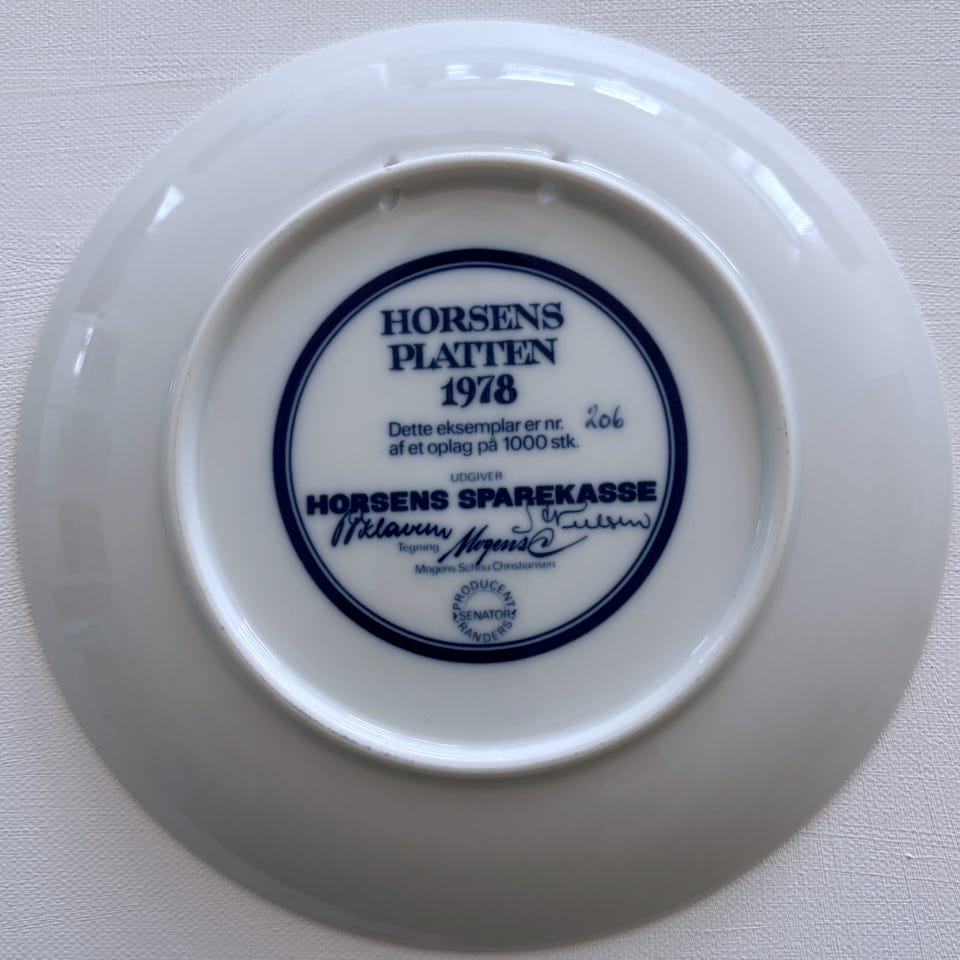 HORSENS
PLATTEN
1978
Dette eksemplar er nr. 206
af et oplag på 1000 stk.
UDGIVER
HORSENS SPAREKASSE
Tegning Mogens
Mogens Christiansen
PRODUCENT
SENATOR
RANDERS